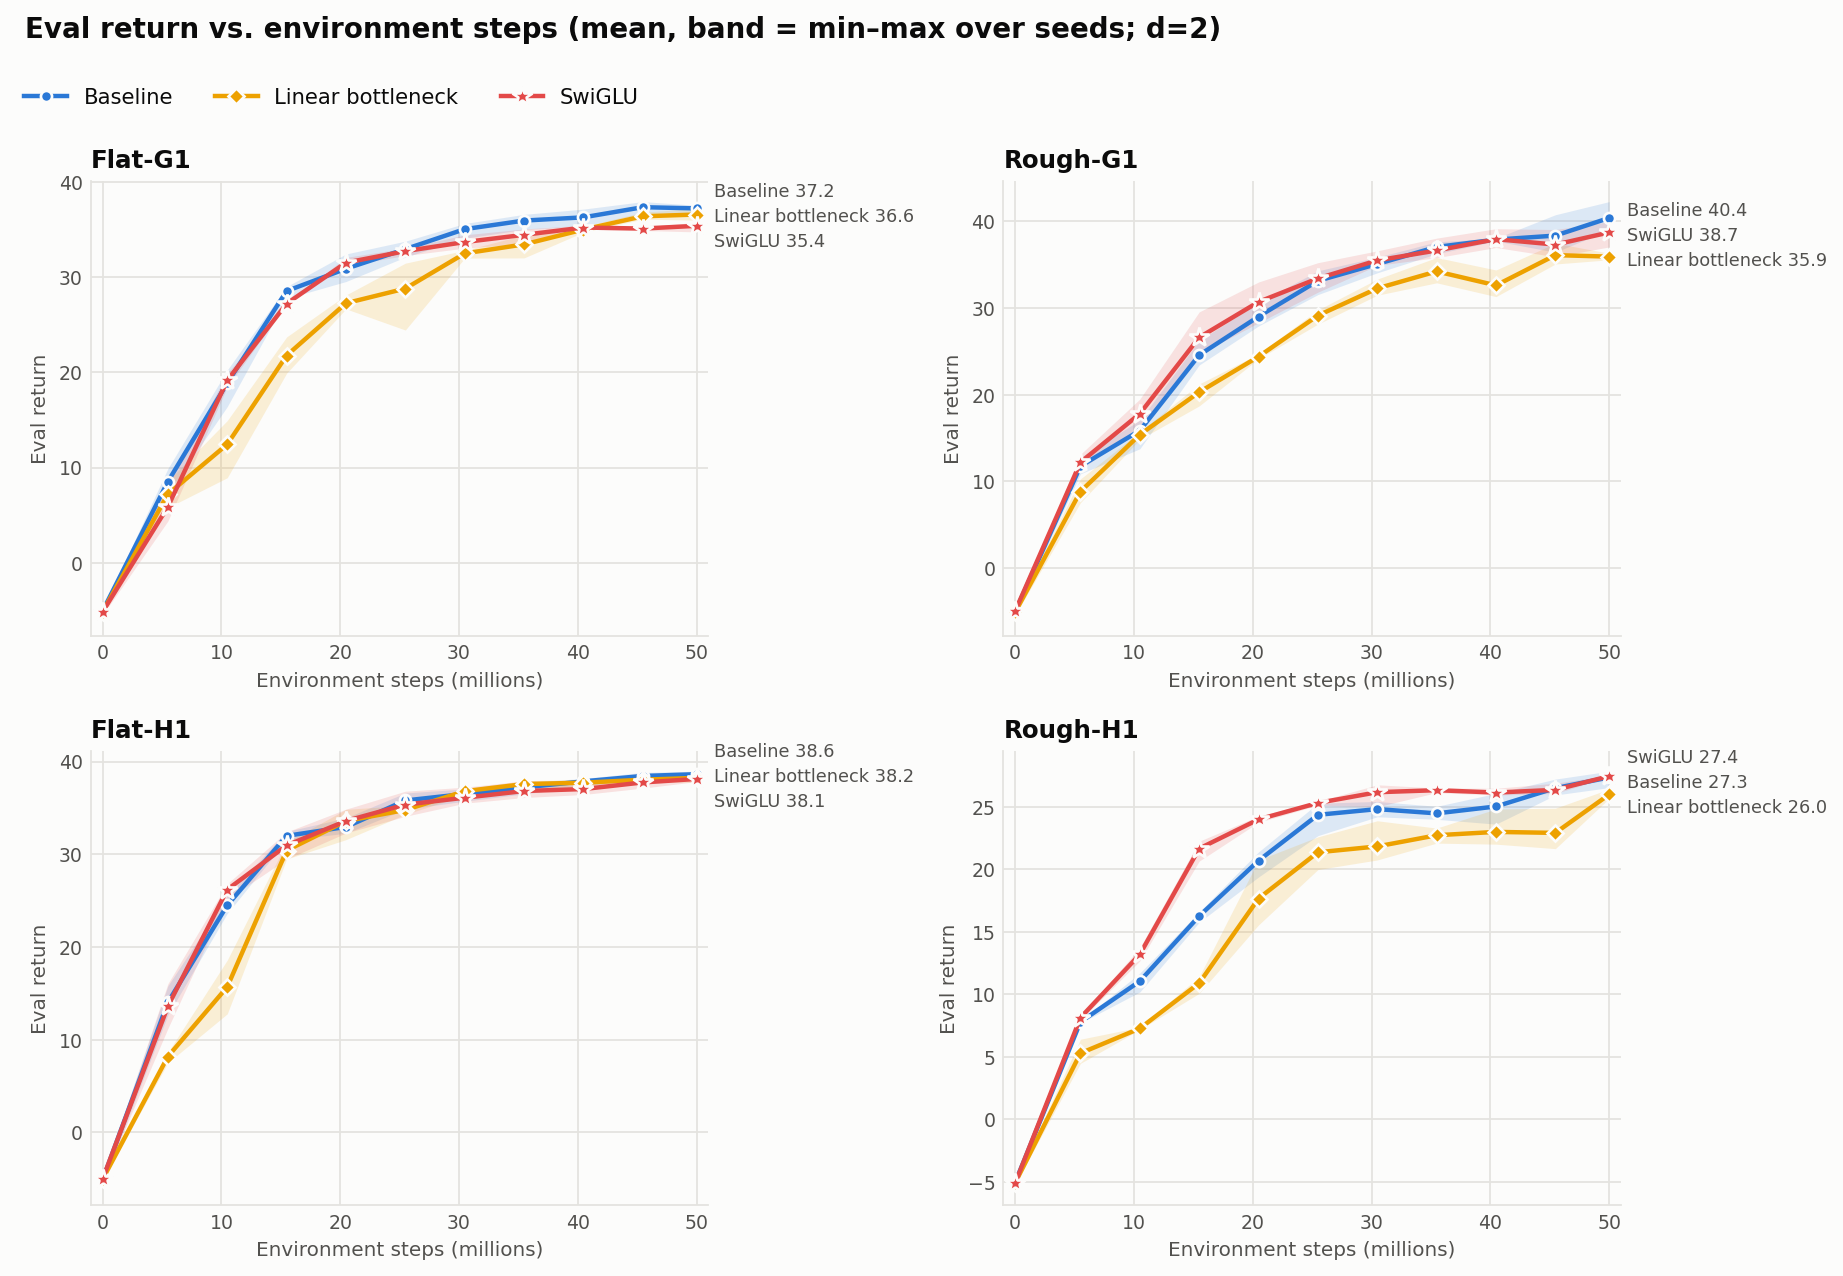 Eval return vs. environment steps (mean, band = min–max over seeds; d=2)
Baseline
Linear bottleneck
SwiGLU
Flat-G1
40
30
20
10
0
Eval return
0 10 20 30 40 50
Environment steps (millions)
Baseline 37.2
Linear bottleneck 36.6
SwiGLU 35.4
Rough-G1
40
30
20
10
0
Eval return
0 10 20 30 40 50
Environment steps (millions)
Baseline 40.4
SwiGLU 38.7
Linear bottleneck 35.9
Flat-H1
40
30
20
10
0
Eval return
0 10 20 30 40 50
Environment steps (millions)
Baseline 38.6
Linear bottleneck 38.2
SwiGLU 38.1
Rough-H1
25
20
15
10
5
0
−5
Eval return
0 10 20 30 40 50
Environment steps (millions)
SwiGLU 27.4
Baseline 27.3
Linear bottleneck 26.0